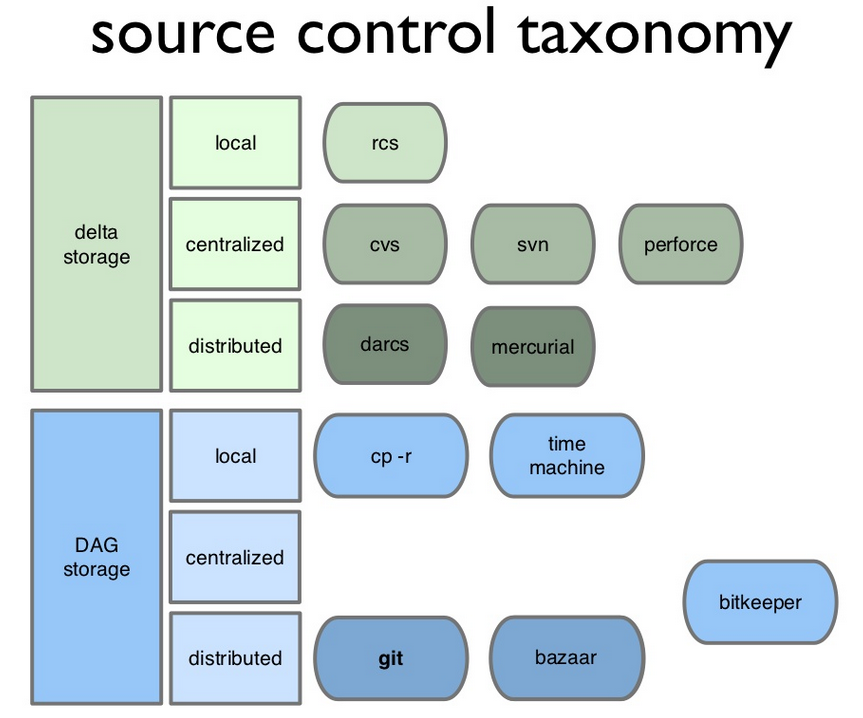 source control taxonomy
delta
storage
local
rcs
centralized
cvs
svn
perforce
distributed
darcs
mercurial
DAG
storage
local
cp -r
time
machine
centralized
bitkeeper
distributed
git
bazaar